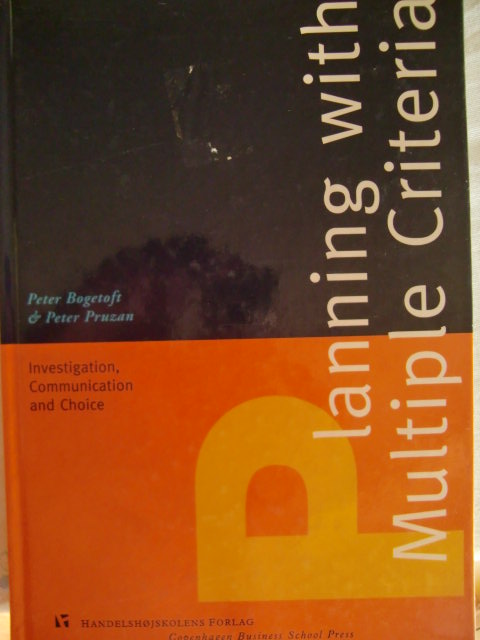 Planning with
Multiple Criteria
Peter Bogetoft
& Peter Pruzan
Investigation,
Communication
and Choice
HANDELSHØJSKOLENS FORLAG
Copenhagen Business School Press